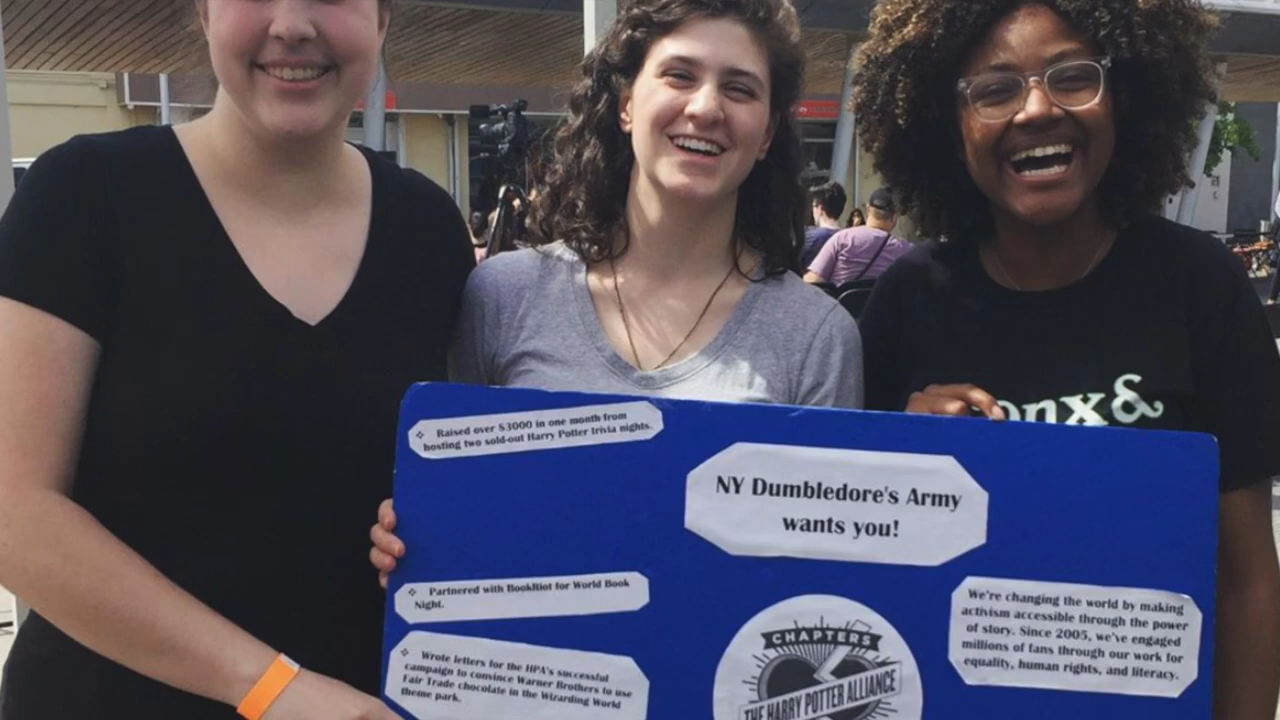 onx&
❖ Raised over $3000 in one month from
hosting two sold-out Harry Potter trivia nights.
NY Dumbledore's Army
wants you!
❖ Partnered with BookRiot for World Book
Night.
We're changing the world by making
activism accessible through the power
of story. Since 2005, we've engaged
millions of fans through our work for
equality, human rights, and literacy.
❖ Wrote letters for the HPA's successful
campaign to convince Warner Brothers to use
Fair Trade chocolate in the Wizarding World
theme park.
CHAPTERS
THE HARRY POTTER ALLIANCE